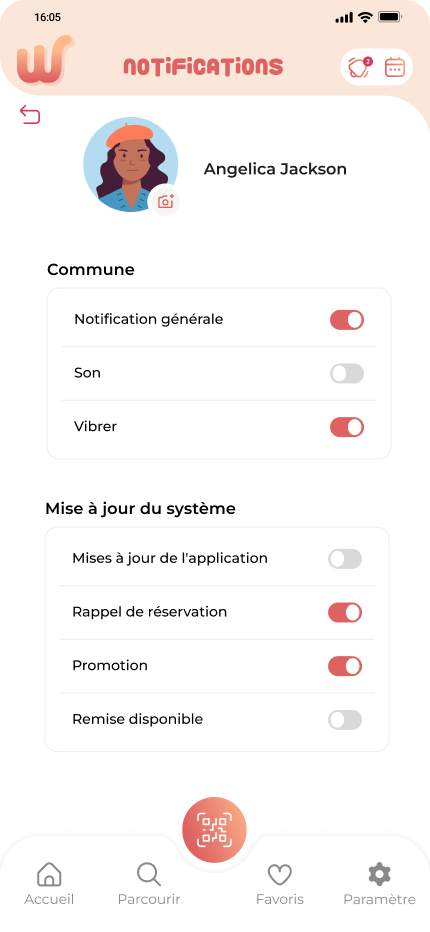 16:05
w
NOTIFICATIONS
2
Angelica Jackson
Commune
Notification générale
Son
Vibrer
Mise à jour du système
Mises à jour de l'application
Rappel de réservation
Promotion
Remise disponible
Accueil
Parcourir
Favoris
Paramètre